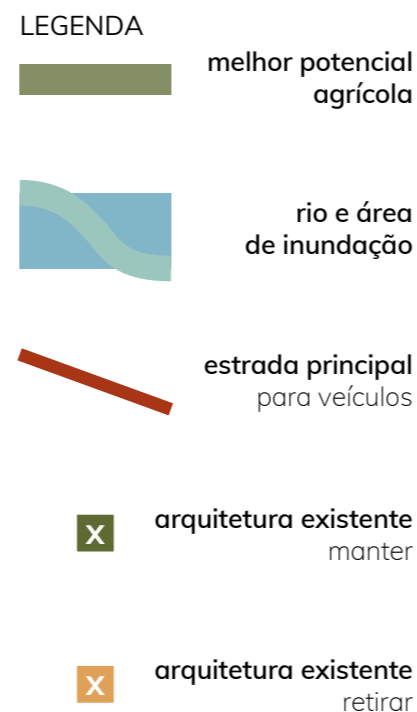 LEGENDA
melhor potencial
agrícola
rio e área
de inundação
estrada principal
para veículos
X
arquitetura existente
manter
X
arquitetura existente
retirar